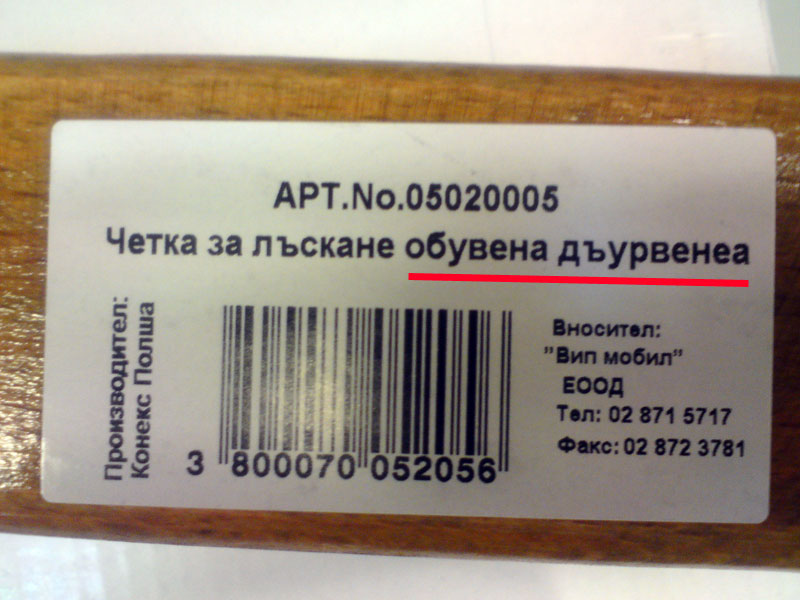 АРТ.No.05020005
Четка за лъскане обувена дъурвенеа
Производител:
Конекс Полша
3 800070 052056
Вносител:
"Вип мобил"
ЕООД
Тел: 02 871 5717
Факс: 02 872 3781